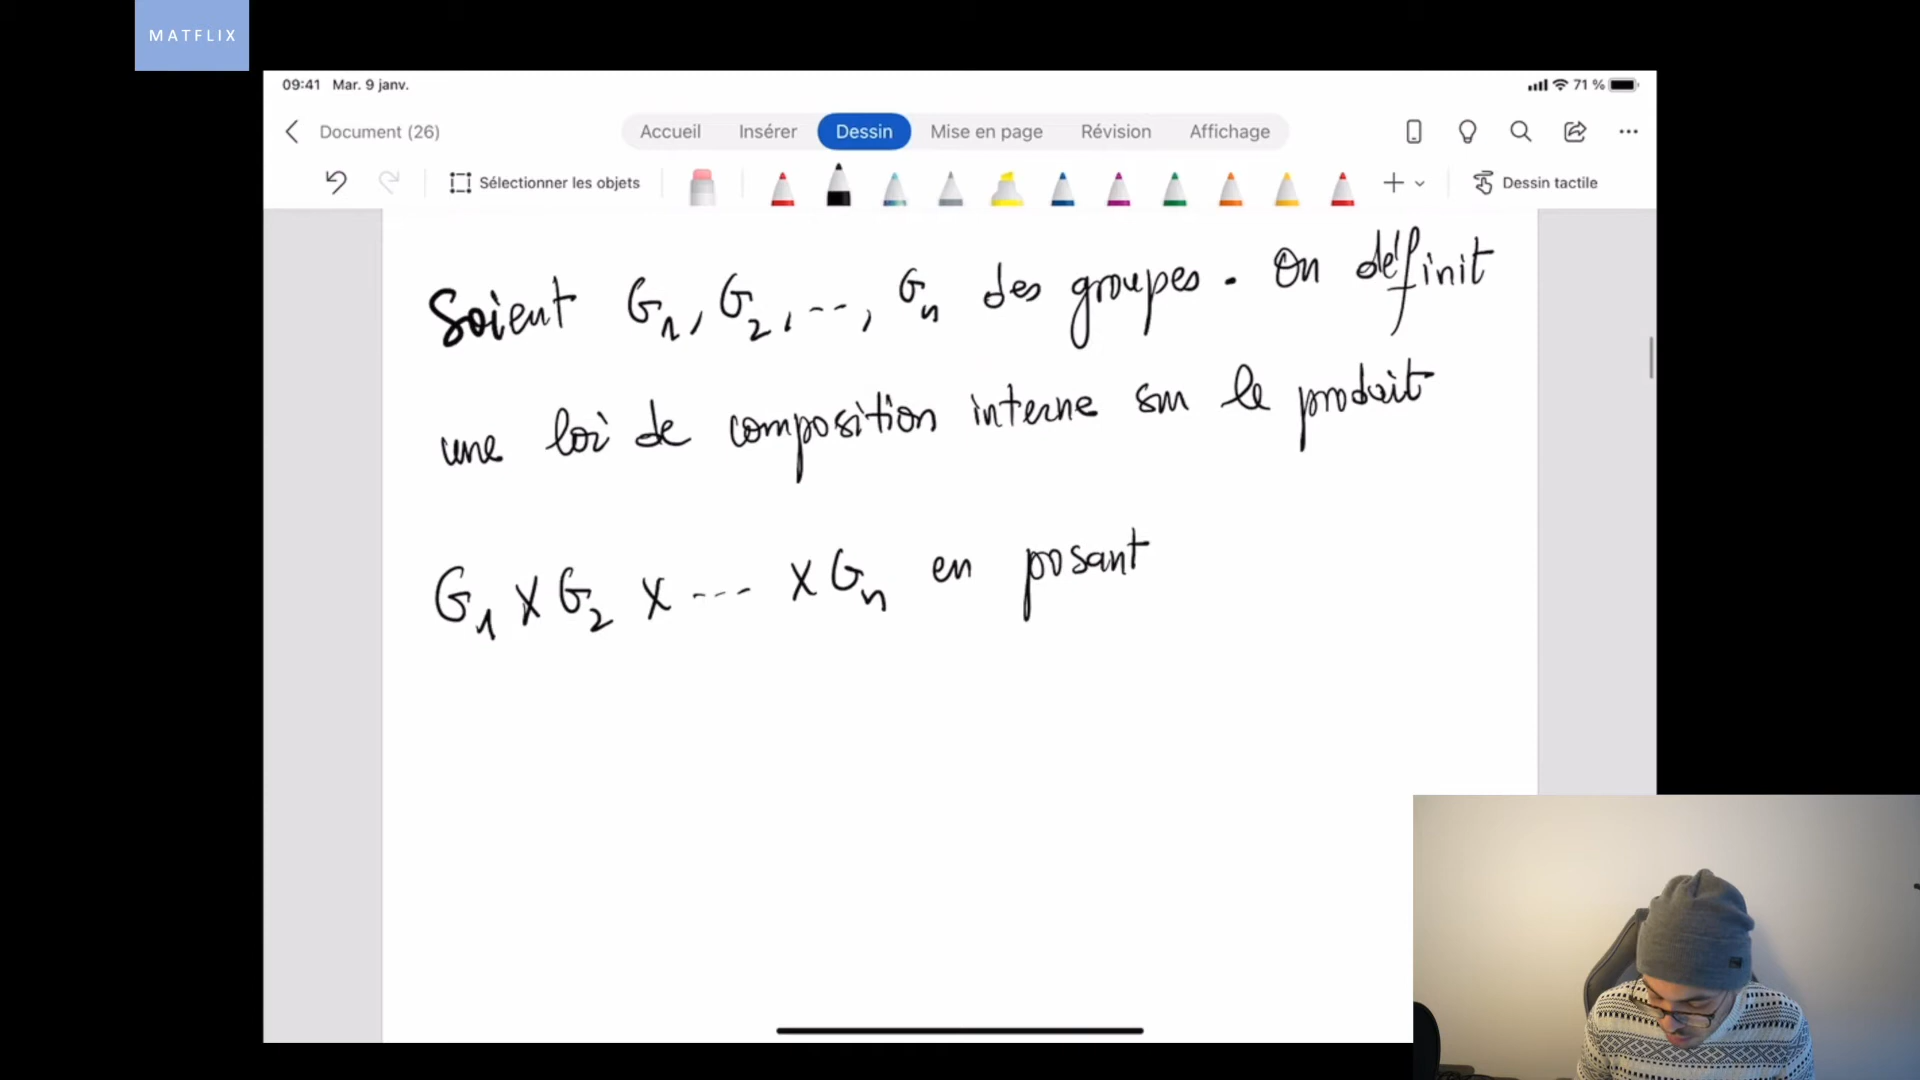 MATFLIX
09:41 Mar. 9 janv.
71 %
Document (26)
Accueil Insérer Dessin Mise en page Révision Affichage
Sélectionner les objets
Dessin tactile
Soient G₁, G₂, ..., Gₙ des groupes. On définit
une loi de composition interne sur le produit
G₁ × G₂ × ... × Gₙ en posant